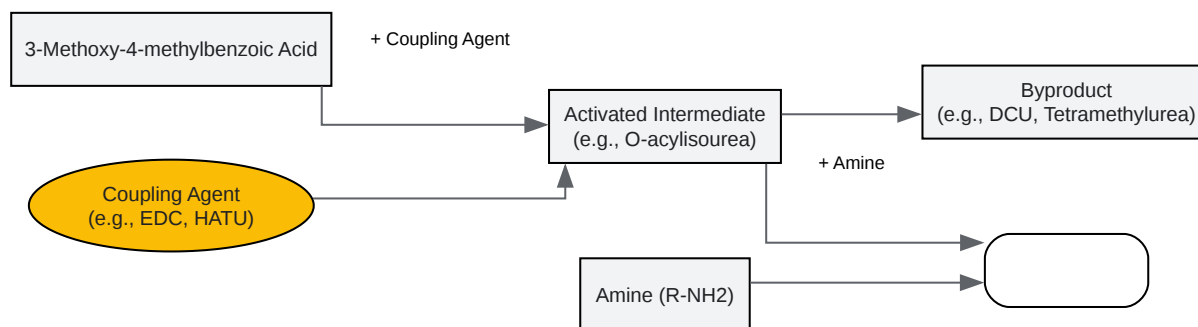 3-Methoxy-4-methylbenzoic Acid
+ Coupling Agent
Activated Intermediate
(e.g., O-acylisourea)
Byproduct
(e.g., DCU, Tetramethylurea)
+ Amine
Coupling Agent
(e.g., EDC, HATU)
Amine (R-NH2)